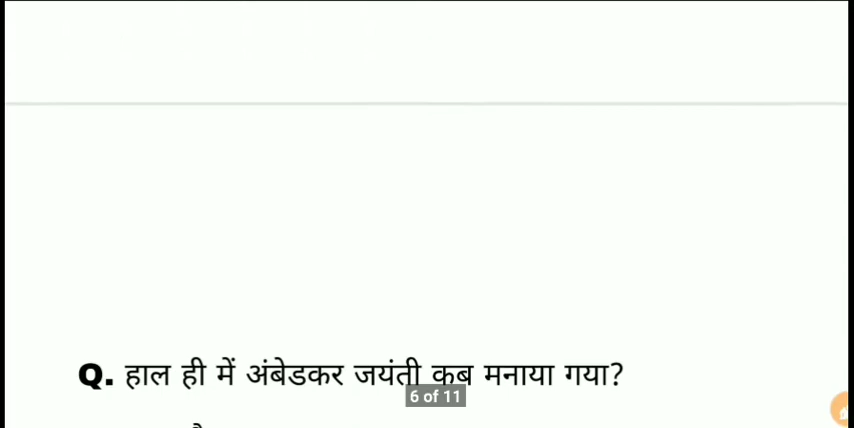 Q. हाल ही में अंबेडकर जयंती कब मनाया गया?
6 of 11